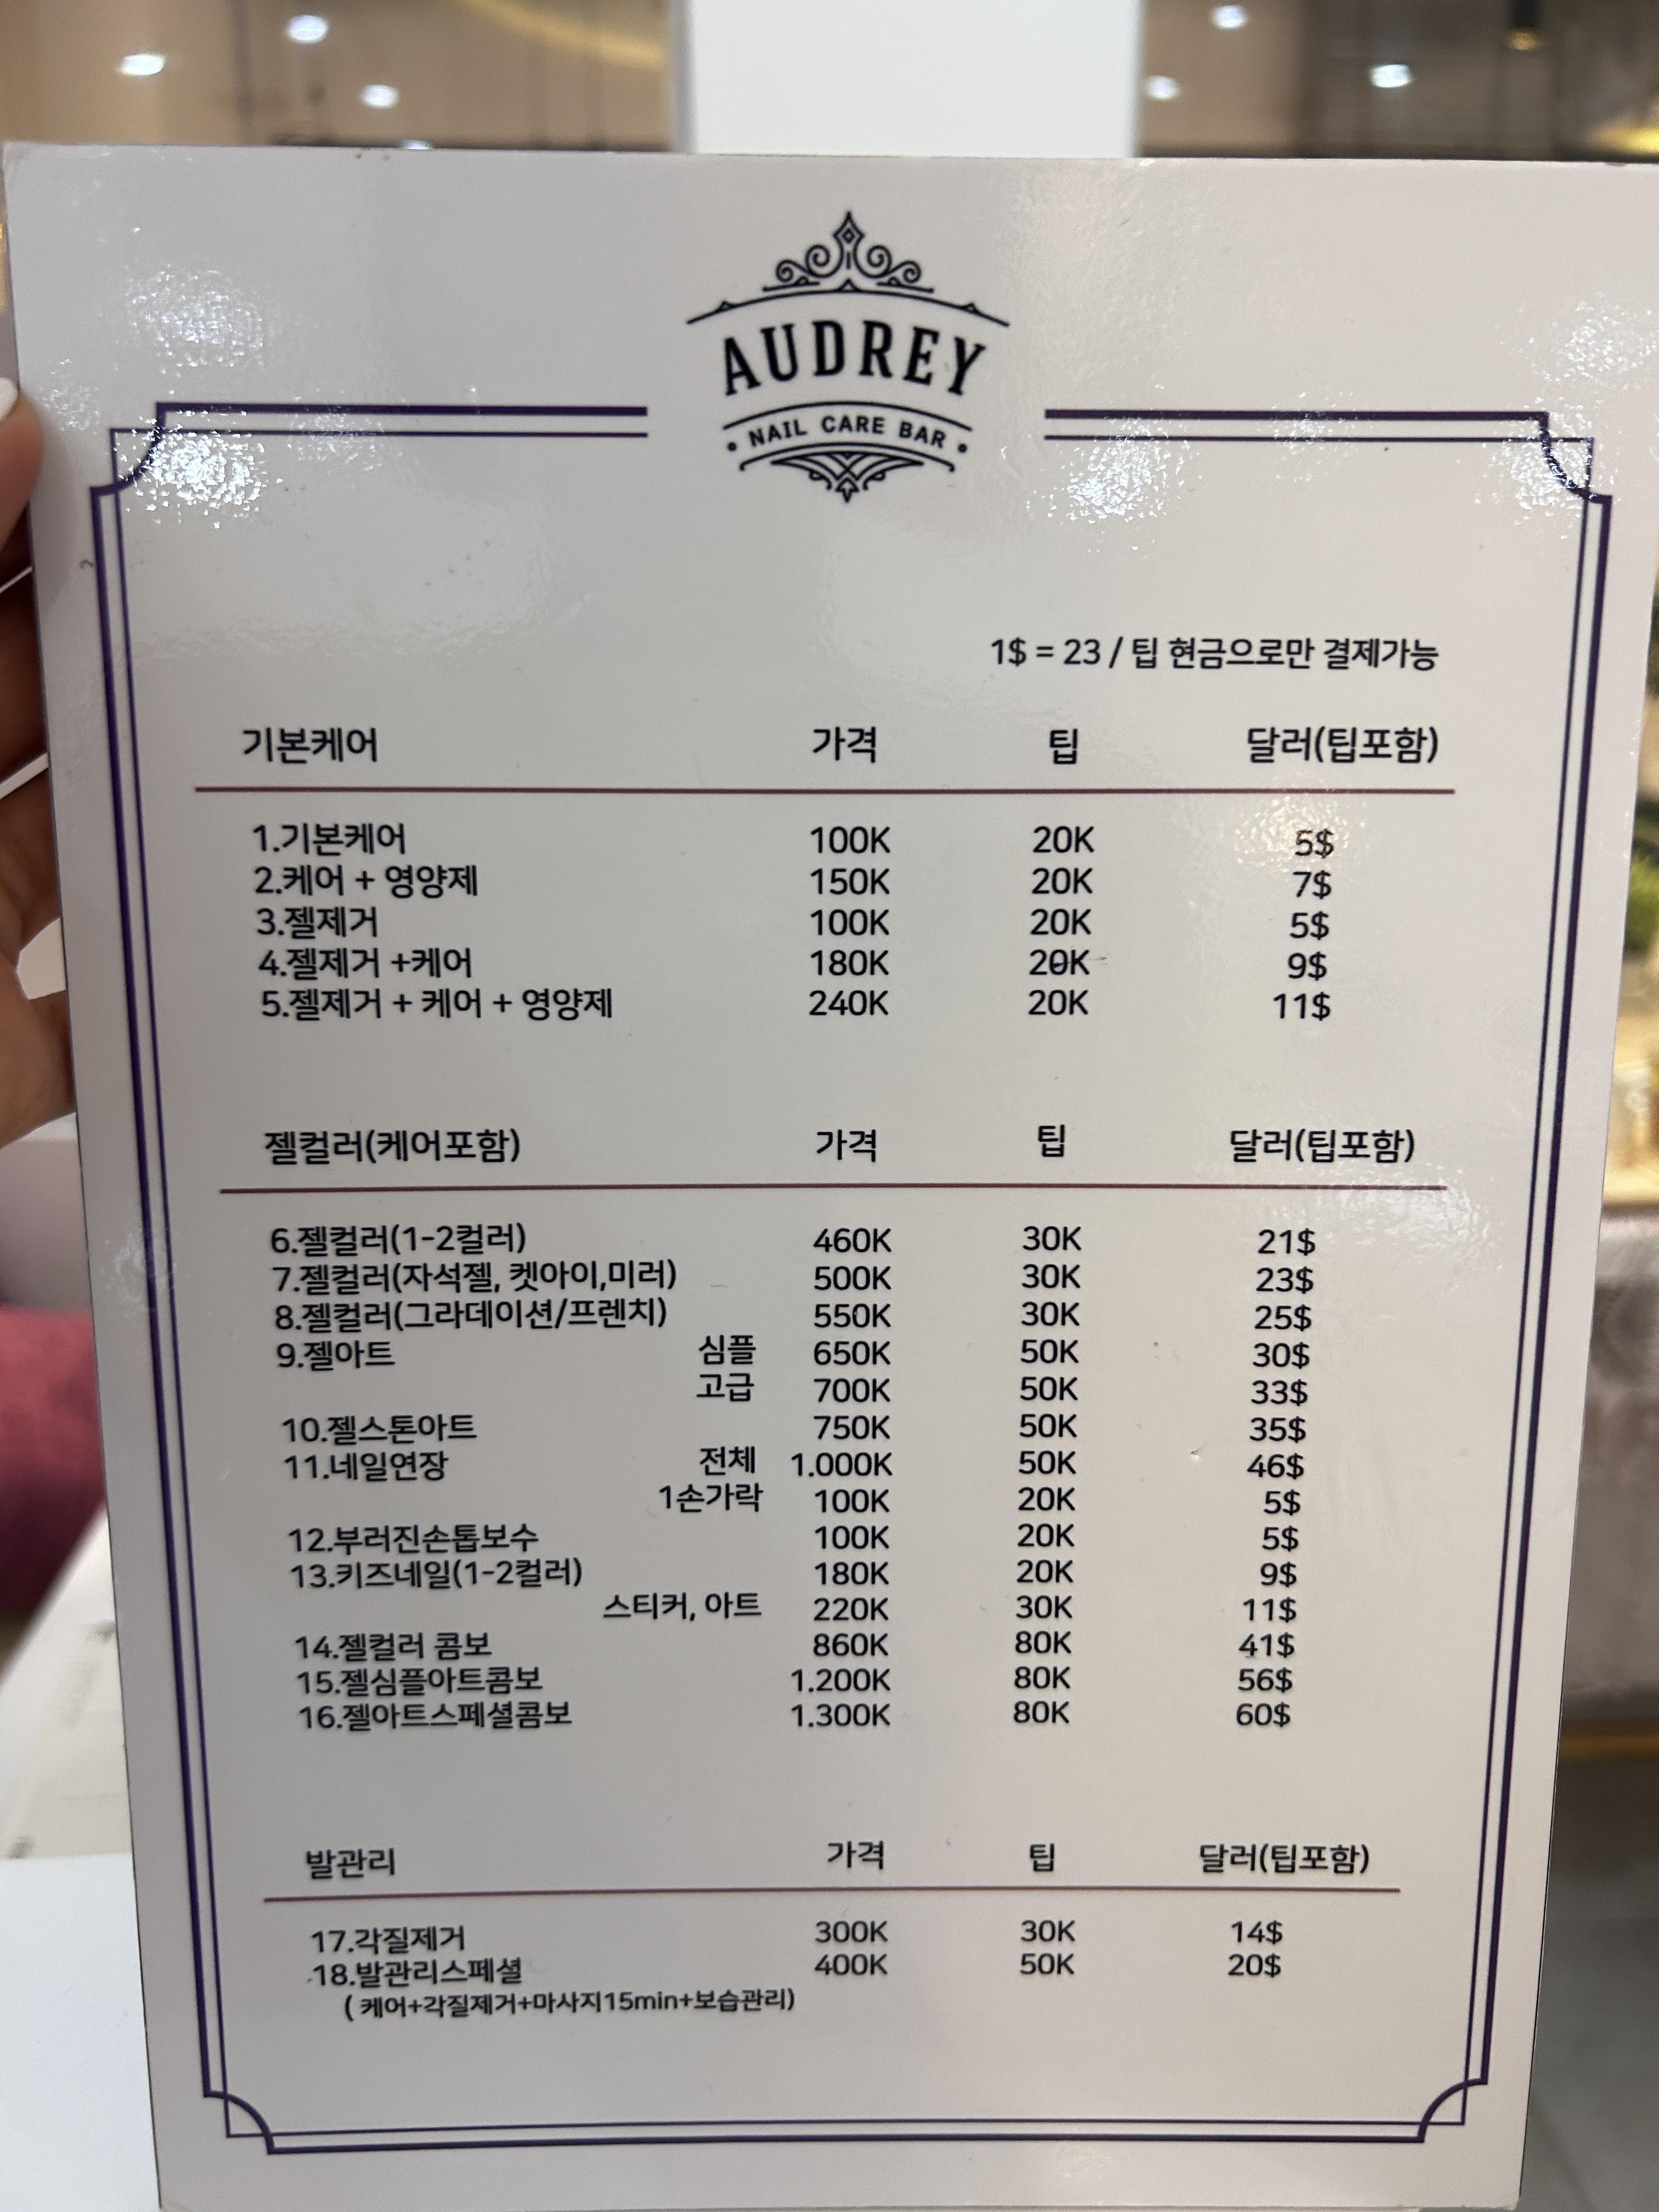 AUDREY
NAIL CARE BAR
1$ = 23 / 팁 현금으로만 결제가능
기본케어 가격 팁 달러(팁포함)
1.기본케어 100K 20K 5$
2.케어 + 영양제 150K 20K 7$
3.젤제거 100K 20K 5$
4.젤제거 +케어 180K 20K 9$
5.젤제거 + 케어 + 영양제 240K 20K 11$
젤컬러(케어포함) 가격 팁 달러(팁포함)
6.젤컬러(1-2컬러) 460K 30K 21$
7.젤컬러(자석젤, 켓아이,미러) 500K 30K 23$
8.젤컬러(그라데이션/프렌치) 550K 30K 25$
9.젤아트 심플 650K 50K 30$
고급 700K 50K 33$
10.젤스톤아트 750K 50K 35$
11.네일연장 전체 1.000K 50K 46$
1손가락 100K 20K 5$
12.부러진손톱보수 100K 20K 5$
13.키즈네일(1-2컬러) 180K 20K 9$
스티커, 아트 220K 30K 11$
14.젤컬러 콤보 860K 80K 41$
15.젤심플아트콤보 1.200K 80K 56$
16.젤아트스페셜콤보 1.300K 80K 60$
발관리 가격 팁 달러(팁포함)
17.각질제거 300K 30K 14$
18.발관리스페셜 400K 50K 20$
( 케어+각질제거+마사지15min+보습관리)